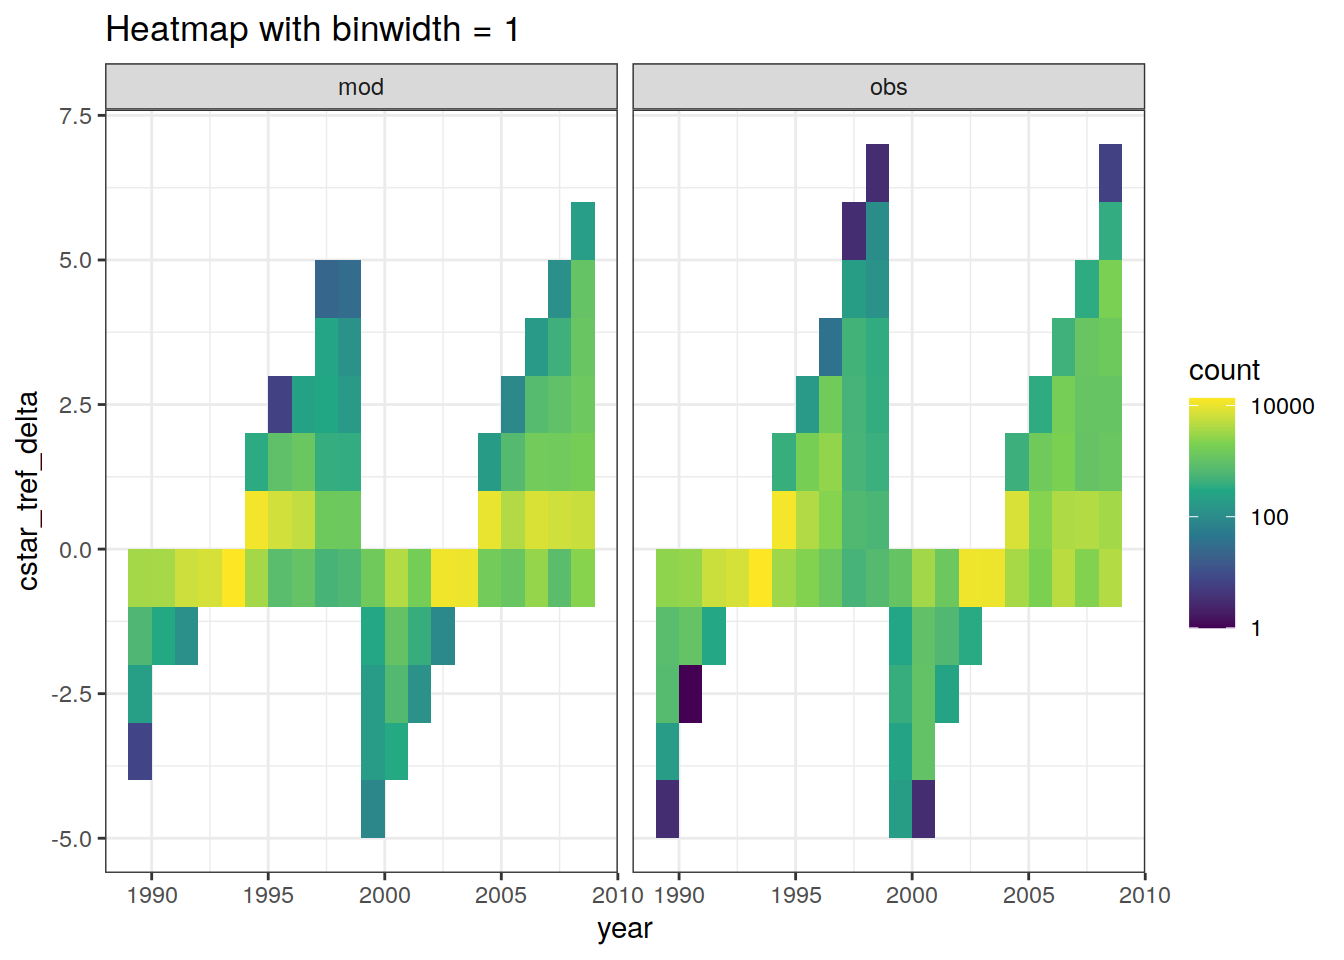 Heatmap with binwidth = 1
mod
obs
7.5
5.0
2.5
0.0
-2.5
-5.0
cstar_tref_delta
1990 1995 2000 2005 2010
1990 1995 2000 2005 2010
year
count
10000
100
1